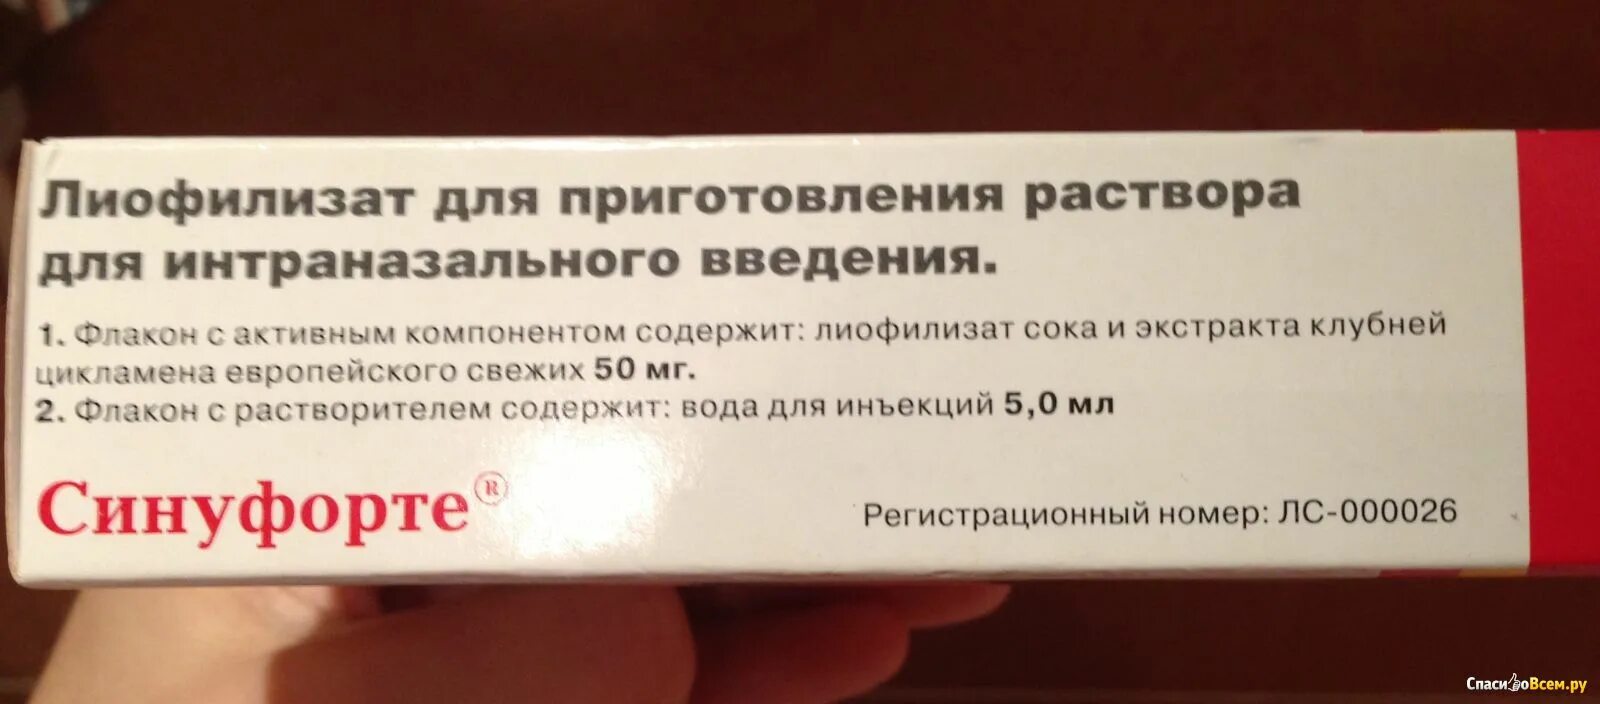 Лиофилизат для приготовления раствора
для интраназального введения.
1. Флакон с активным компонентом содержит: лиофилизат сока и экстракта клубней
цикламена европейского свежих 50 мг.
2. Флакон с растворителем содержит: вода для инъекций 5,0 мл
Синуфорте®
Регистрационный номер: ЛС-000026
СпасибоВсем.ру